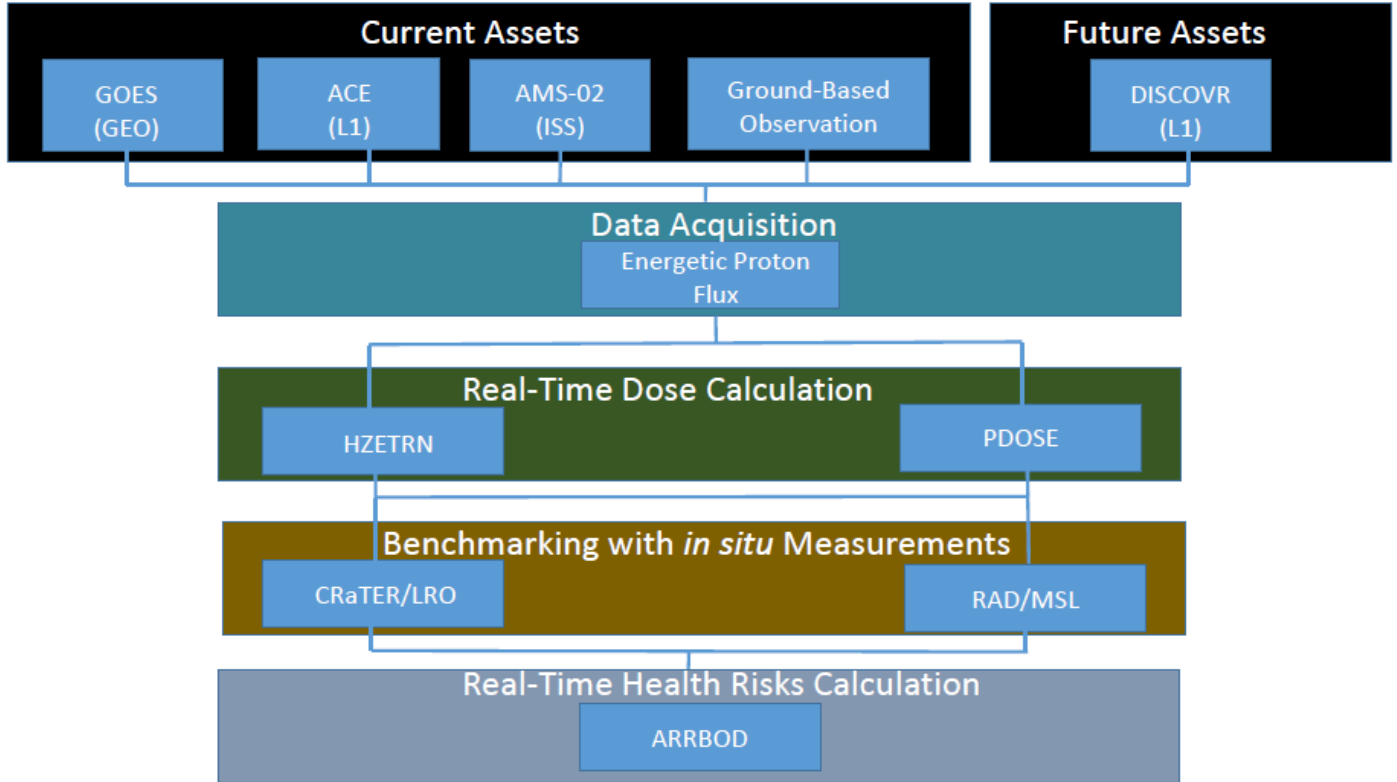 Current Assets
Future Assets
GOES
(GEO)
ACE
(L1)
AMS-02
(ISS)
Ground-Based
Observation
DISCOVR
(L1)
Data Acquisition
Energetic Proton
Flux
Real-Time Dose Calculation
HZETRN
PDOSE
Benchmarking with in situ Measurements
CRaTER/LRO
RAD/MSL
Real-Time Health Risks Calculation
ARRBOD